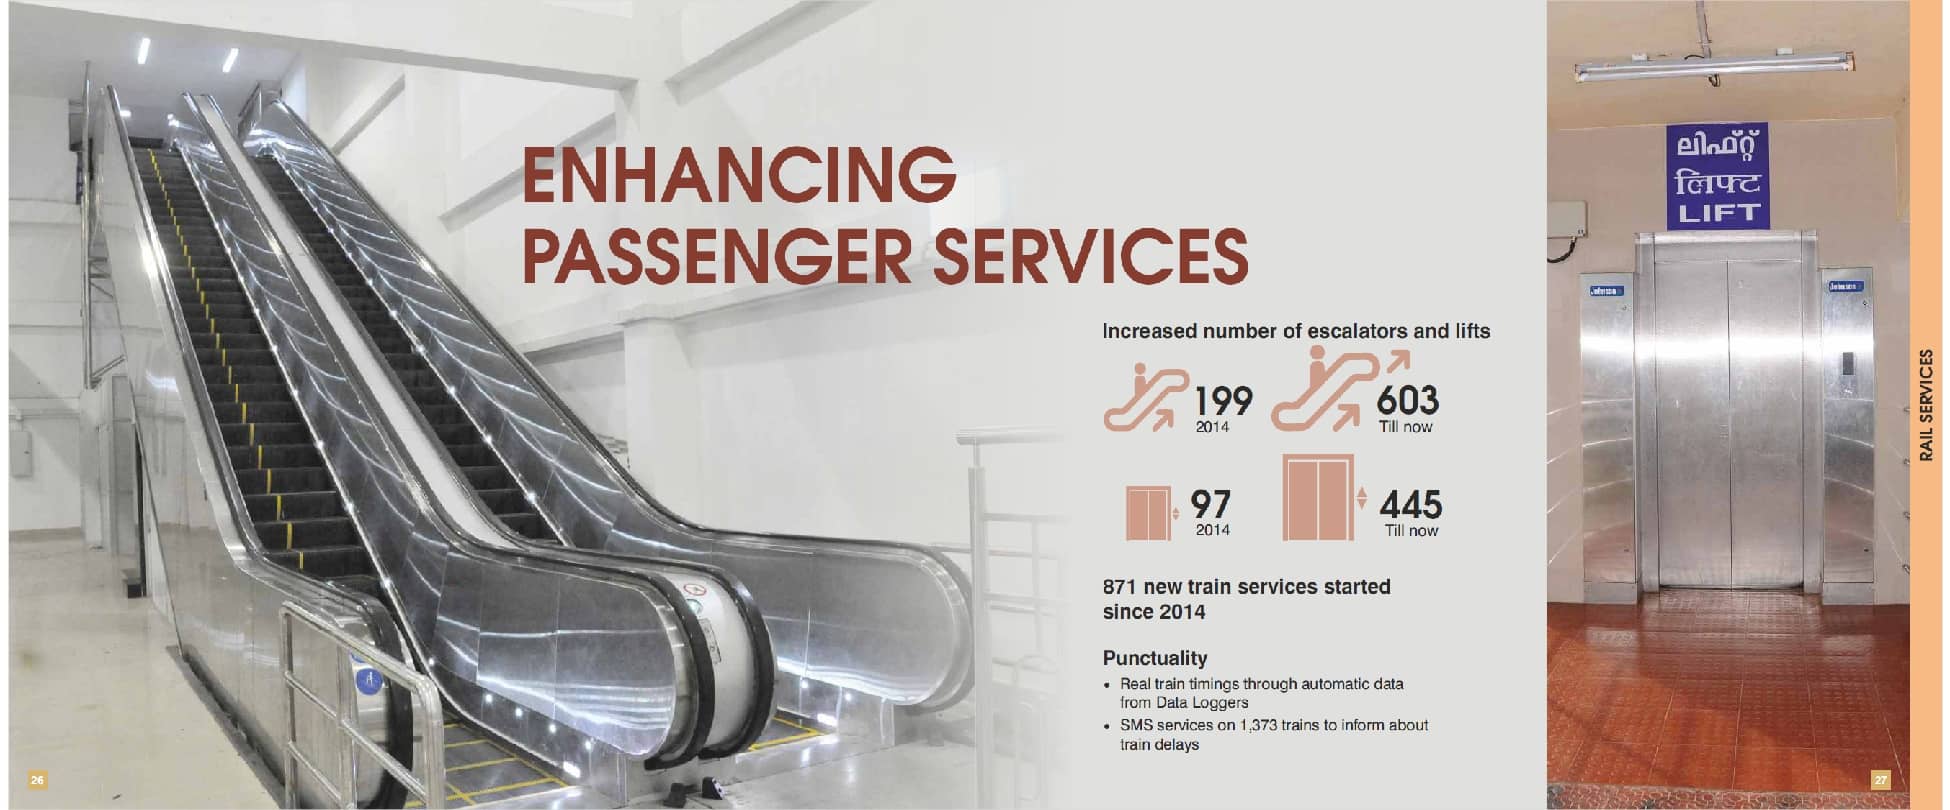 ENHANCING
PASSENGER SERVICES
Increased number of escalators and lifts
199
2014
603
Till now
97
2014
445
Till now
871 new train services started
since 2014
Punctuality
• Real train timings through automatic data
from Data Loggers
• SMS services on 1,373 trains to inform about
train delays
26
ലിഫ്റ്റ്
लिफ्ट
LIFT
Johnson
Johnson
RAIL SERVICES
27